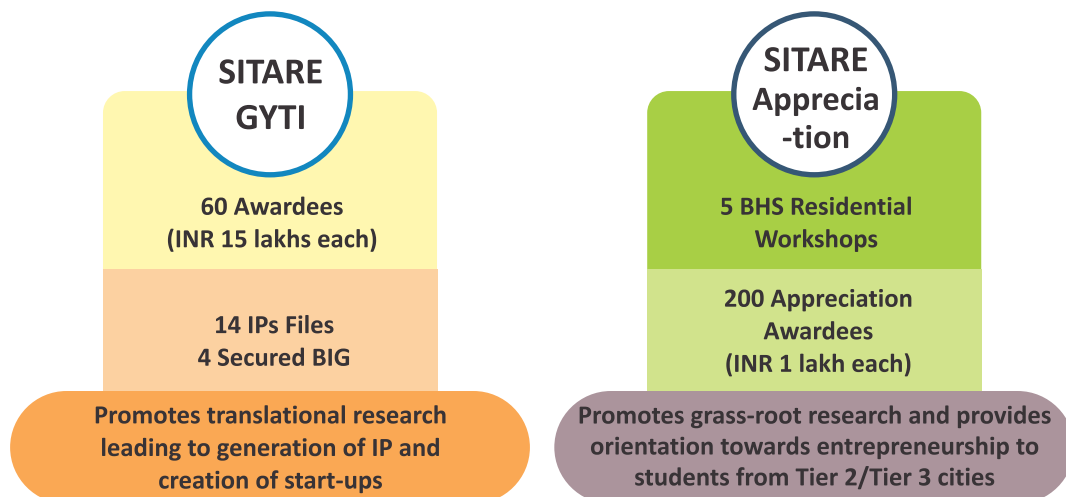 SITARE
GYTI
60 Awardees
(INR 15 lakhs each)
14 IPs Files
4 Secured BIG
Promotes translational research
leading to generation of IP and
creation of start-ups
SITARE
Apprecia
-tion
5 BHS Residential
Workshops
200 Appreciation
Awardees
(INR 1 lakh each)
Promotes grass-root research and provides
orientation towards entrepreneurship to
students from Tier 2/Tier 3 cities